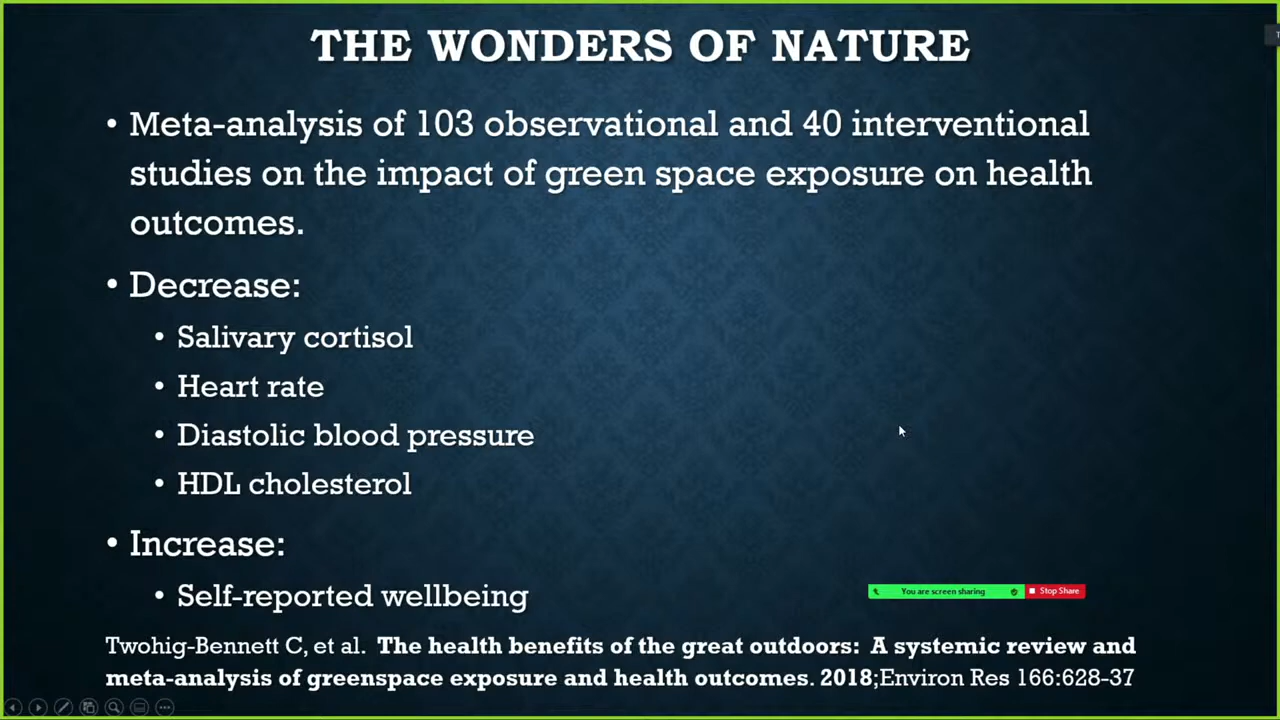 THE WONDERS OF NATURE
• Meta-analysis of 103 observational and 40 interventional
studies on the impact of green space exposure on health
outcomes.
• Decrease:
• Salivary cortisol
• Heart rate
• Diastolic blood pressure
• HDL cholesterol
• Increase:
• Self-reported wellbeing
You are screen sharing Stop Share
Twohig-Bennett C, et al. The health benefits of the great outdoors: A systemic review and
meta-analysis of greenspace exposure and health outcomes. 2018;Environ Res 166:628-37